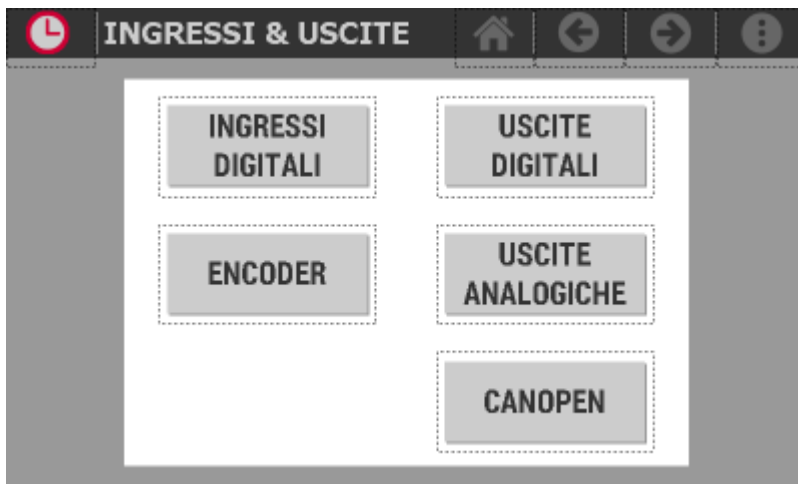 INGRESSI & USCITE
INGRESSI
DIGITALI
USCITE
DIGITALI
ENCODER
USCITE
ANALOGICHE
CANOPEN